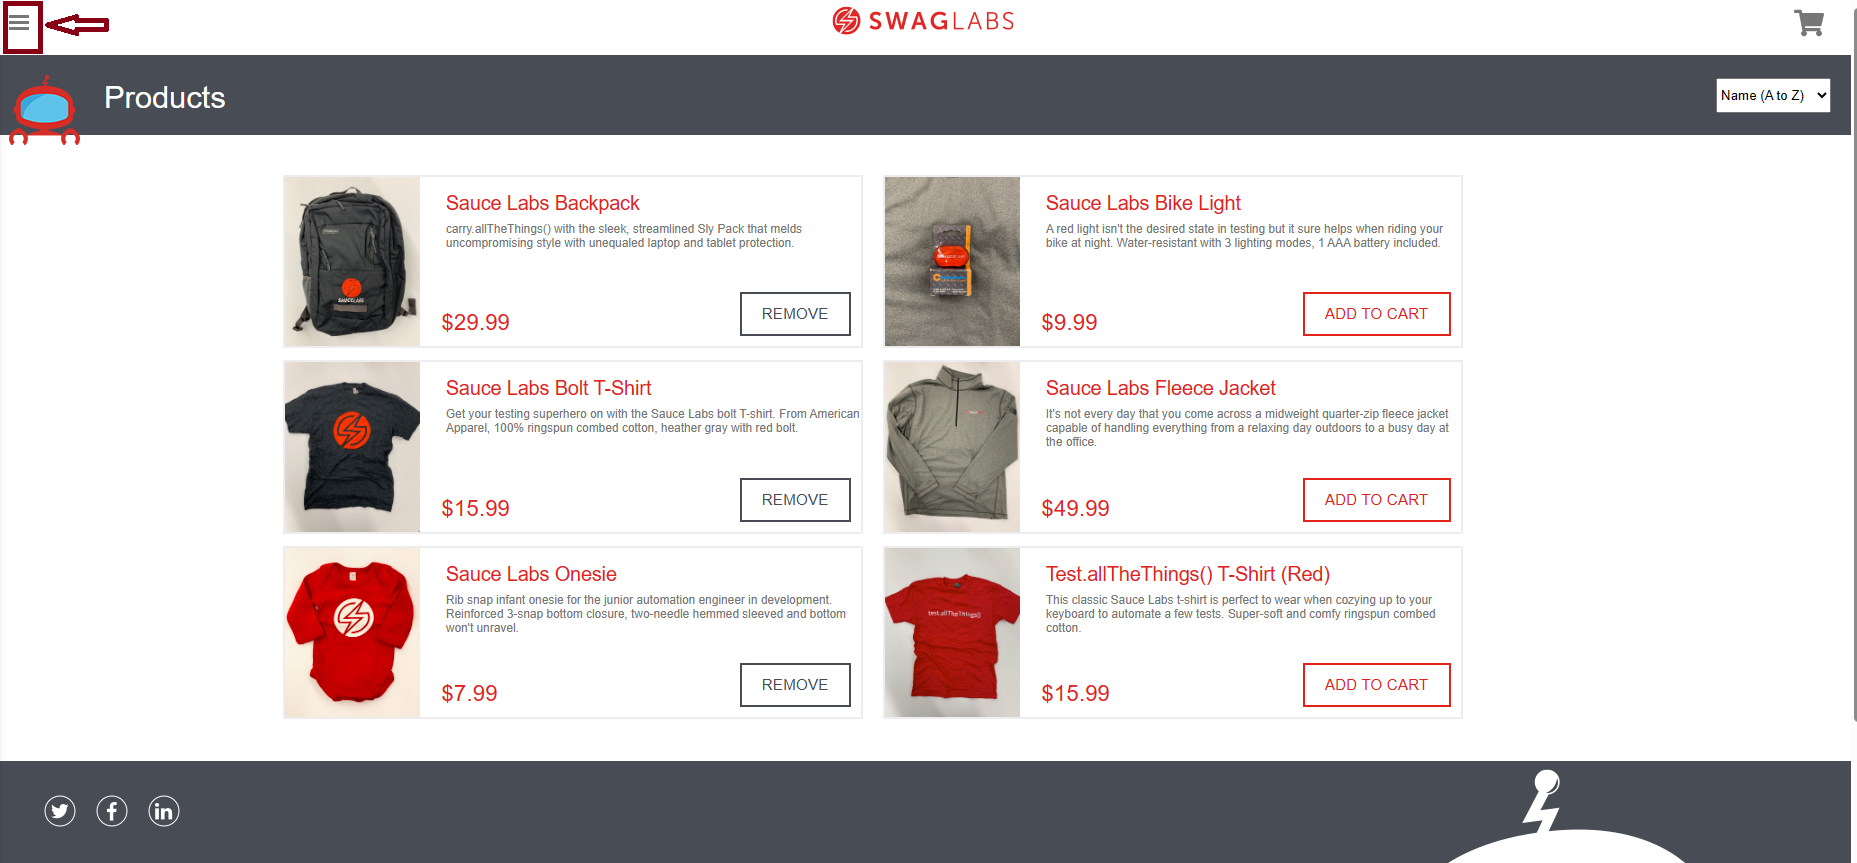 SWAGLABS
Products
Name (A to Z)
Sauce Labs Backpack
carry.allTheThings() with the sleek, streamlined Sly Pack that melds
uncompromising style with unequaled laptop and tablet protection.
$29.99
REMOVE
SAUCELABS
Sauce Labs Bike Light
A red light isn't the desired state in testing but it sure helps when riding your
bike at night. Water-resistant with 3 lighting modes, 1 AAA battery included.
$9.99
ADD TO CART
Sauce Labs Bolt T-Shirt
Get your testing superhero on with the Sauce Labs bolt T-shirt. From American
Apparel, 100% ringspun combed cotton, heather gray with red bolt.
$15.99
REMOVE
Sauce Labs Fleece Jacket
It's not every day that you come across a midweight quarter-zip fleece jacket
capable of handling everything from a relaxing day outdoors to a busy day at
the office.
$49.99
ADD TO CART
Sauce Labs Onesie
Rib snap infant onesie for the junior automation engineer in development.
Reinforced 3-snap bottom closure, two-needle hemmed sleeved and bottom
won't unravel.
$7.99
REMOVE
Test.allTheThings() T-Shirt (Red)
This classic Sauce Labs t-shirt is perfect to wear when cozying up to your
keyboard to automate a few tests. Super-soft and comfy ringspun combed
cotton.
$15.99
ADD TO CART
test.allTheThings()